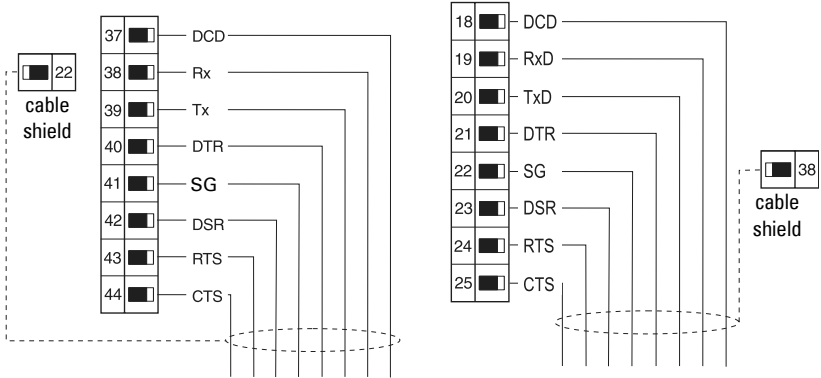 37 DCD
38 Rx
39 Tx
40 DTR
41 SG
42 DSR
43 RTS
44 CTS
22
cable
shield
18 DCD
19 RxD
20 TxD
21 DTR
22 SG
23 DSR
24 RTS
25 CTS
38
cable
shield